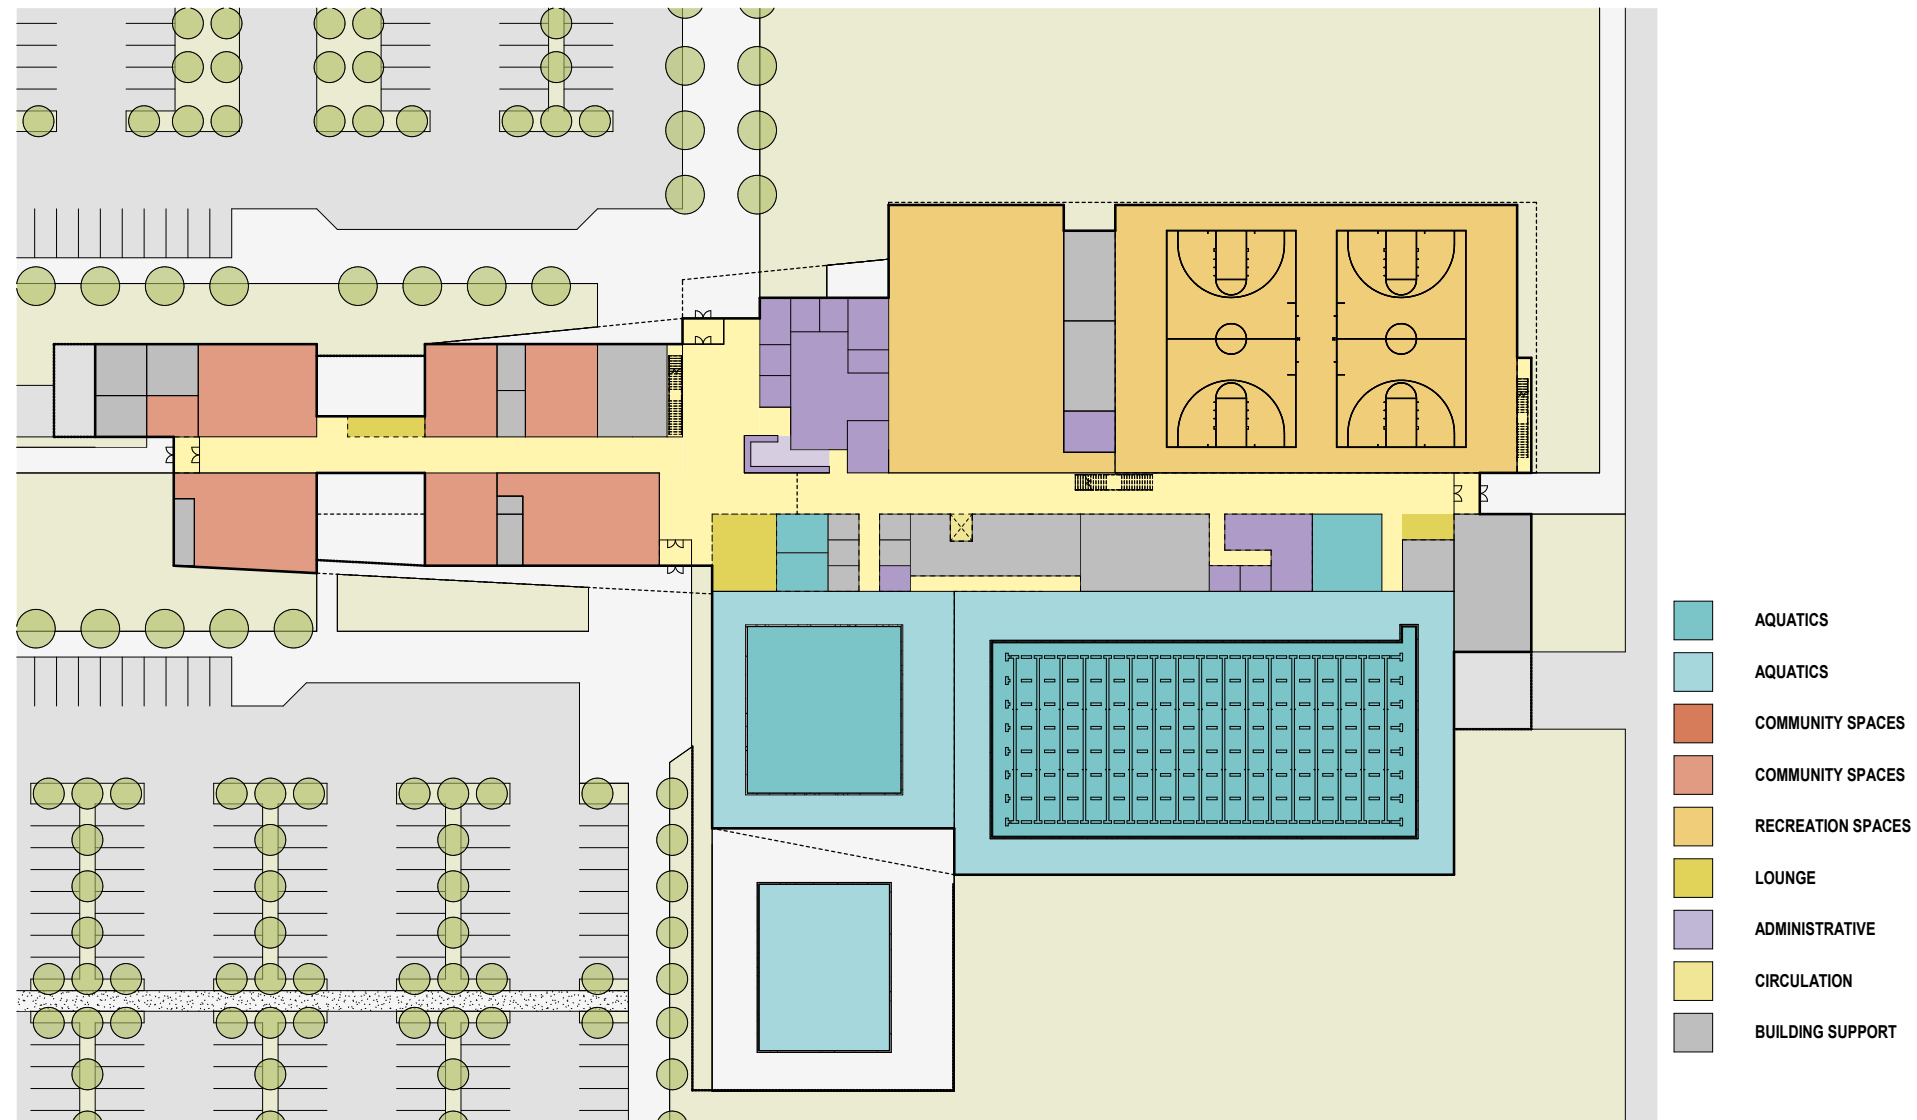 AQUATICS
AQUATICS
COMMUNITY SPACES
COMMUNITY SPACES
RECREATION SPACES
LOUNGE
ADMINISTRATIVE
CIRCULATION
BUILDING SUPPORT